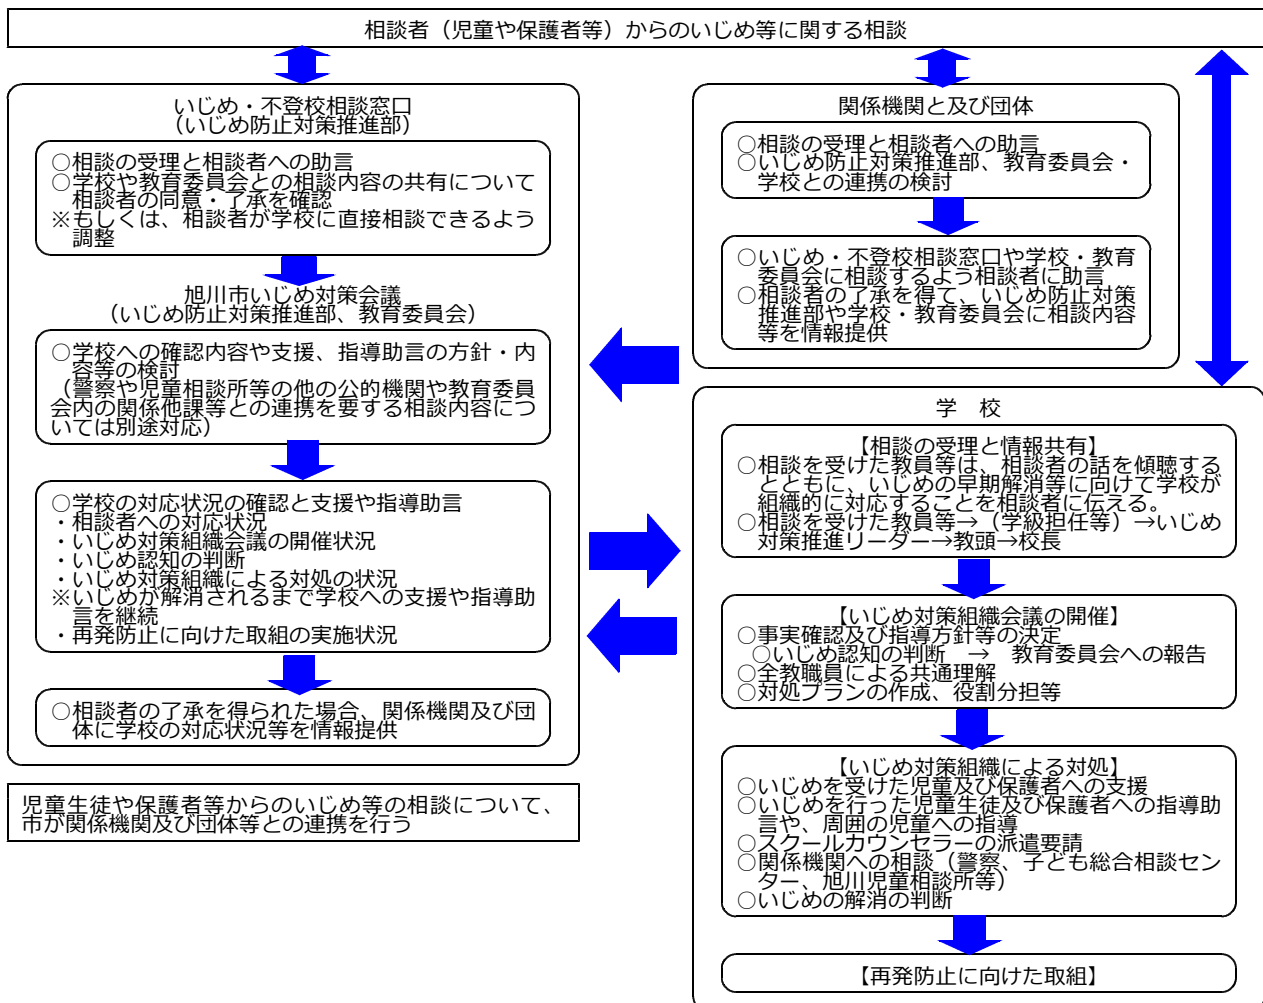 相談者（児童や保護者等）からのいじめ等に関する相談
いじめ・不登校相談窓口
（いじめ防止対策推進部）
○相談の受理と相談者への助言
○学校や教育委員会との相談内容の共有について
相談者の同意・了承を確認
※もしくは、相談者が学校に直接相談できるよう
調整
旭川市いじめ対策会議
（いじめ防止対策推進部、教育委員会）
○学校への確認内容や支援、指導助言の方針・内
容等の検討
（警察や児童相談所等の他の公的機関や教育委員
会内の関係他課等との連携を要する相談内容につ
いては別途対応）
○学校の対応状況の確認と支援や指導助言
・相談者への対応状況
・いじめ対策組織会議の開催状況
・いじめ認知の判断
・いじめ対策組織による対処の状況
※いじめが解消されるまで学校への支援や指導助
言を継続
・再発防止に向けた取組の実施状況
○相談者の了承を得られた場合、関係機関及び団
体に学校の対応状況等を情報提供
児童生徒や保護者等からのいじめ等の相談について、
市が関係機関及び団体等との連携を行う
関係機関と及び団体
○相談の受理と相談者への助言
○いじめ防止対策推進部、教育委員会・
学校との連携の検討
○いじめ・不登校相談窓口や学校・教育
委員会に相談するよう相談者に助言
○相談者の了承を得て、いじめ防止対策
推進部や学校・教育委員会に相談内容
等を情報提供
学　校
【相談の受理と情報共有】
○相談を受けた教員等は、相談者の話を傾聴する
とともに、いじめの早期解消等に向けて学校が
組織的に対応することを相談者に伝える。
○相談を受けた教員等→（学級担任等）→いじめ
対策推進リーダー→教頭→校長
【いじめ対策組織会議の開催】
○事実確認及び指導方針等の決定
○いじめ認知の判断　→　教育委員会への報告
○全教職員による共通理解
○対処プランの作成、役割分担等
【いじめ対策組織による対処】
○いじめを受けた児童及び保護者への支援
○いじめを行った児童生徒及び保護者への指導助
言や、周囲の児童への指導
○スクールカウンセラーの派遣要請
○関係機関への相談（警察、子ども総合相談セン
ター、旭川児童相談所等）
○いじめの解消の判断
【再発防止に向けた取組】